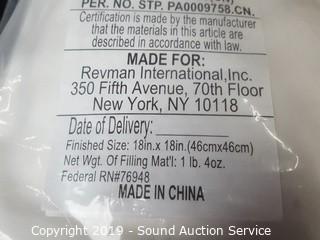 PER. NO. STP. PA0009758.CN.
Certification is made by the manufacturer
that the materials in this article are
described in accordance with law.
MADE FOR:
Revman International,Inc.
350 Fifth Avenue, 70th Floor
New York, NY 10118
Date of Delivery:
Finished Size: 18in.x 18in.(46cmx46cm)
Net Wgt. Of Filling Mat'l: 1 lb. 4oz.
Federal RN#76948
MADE IN CHINA
Copyright 2019 - Sound Auction Service